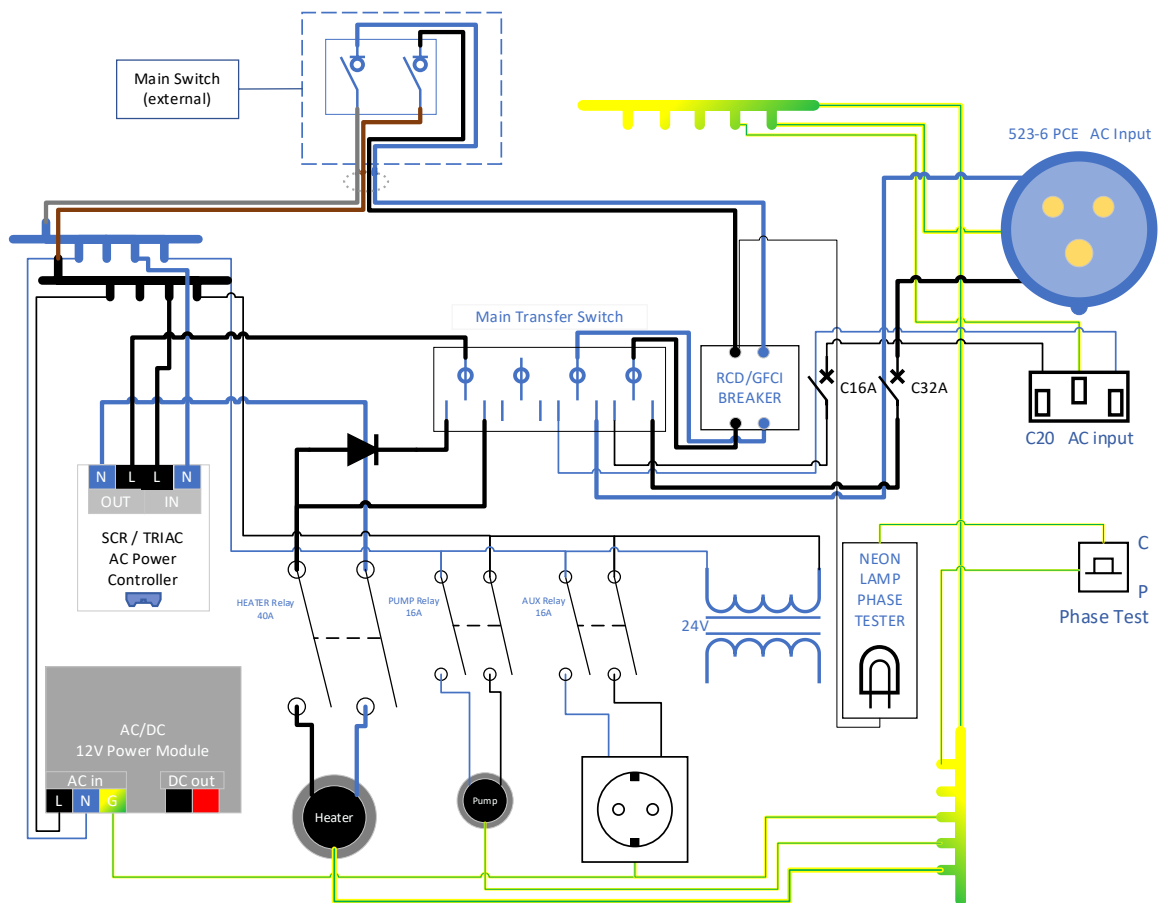 Main Switch
(external)
523-6 PCE AC Input
Main Transfer Switch
RCD/GFCI
BREAKER
C16A
C32A
C20 AC input
N L L N
OUT IN
SCR / TRIAC
AC Power
Controller
HEATER Relay
40A
PUMP Relay
16A
AUX Relay
16A
24V
NEON
LAMP
PHASE
TESTER
C
P
Phase Test
AC/DC
12V Power Module
AC in DC out
L N G
Heater
Pump